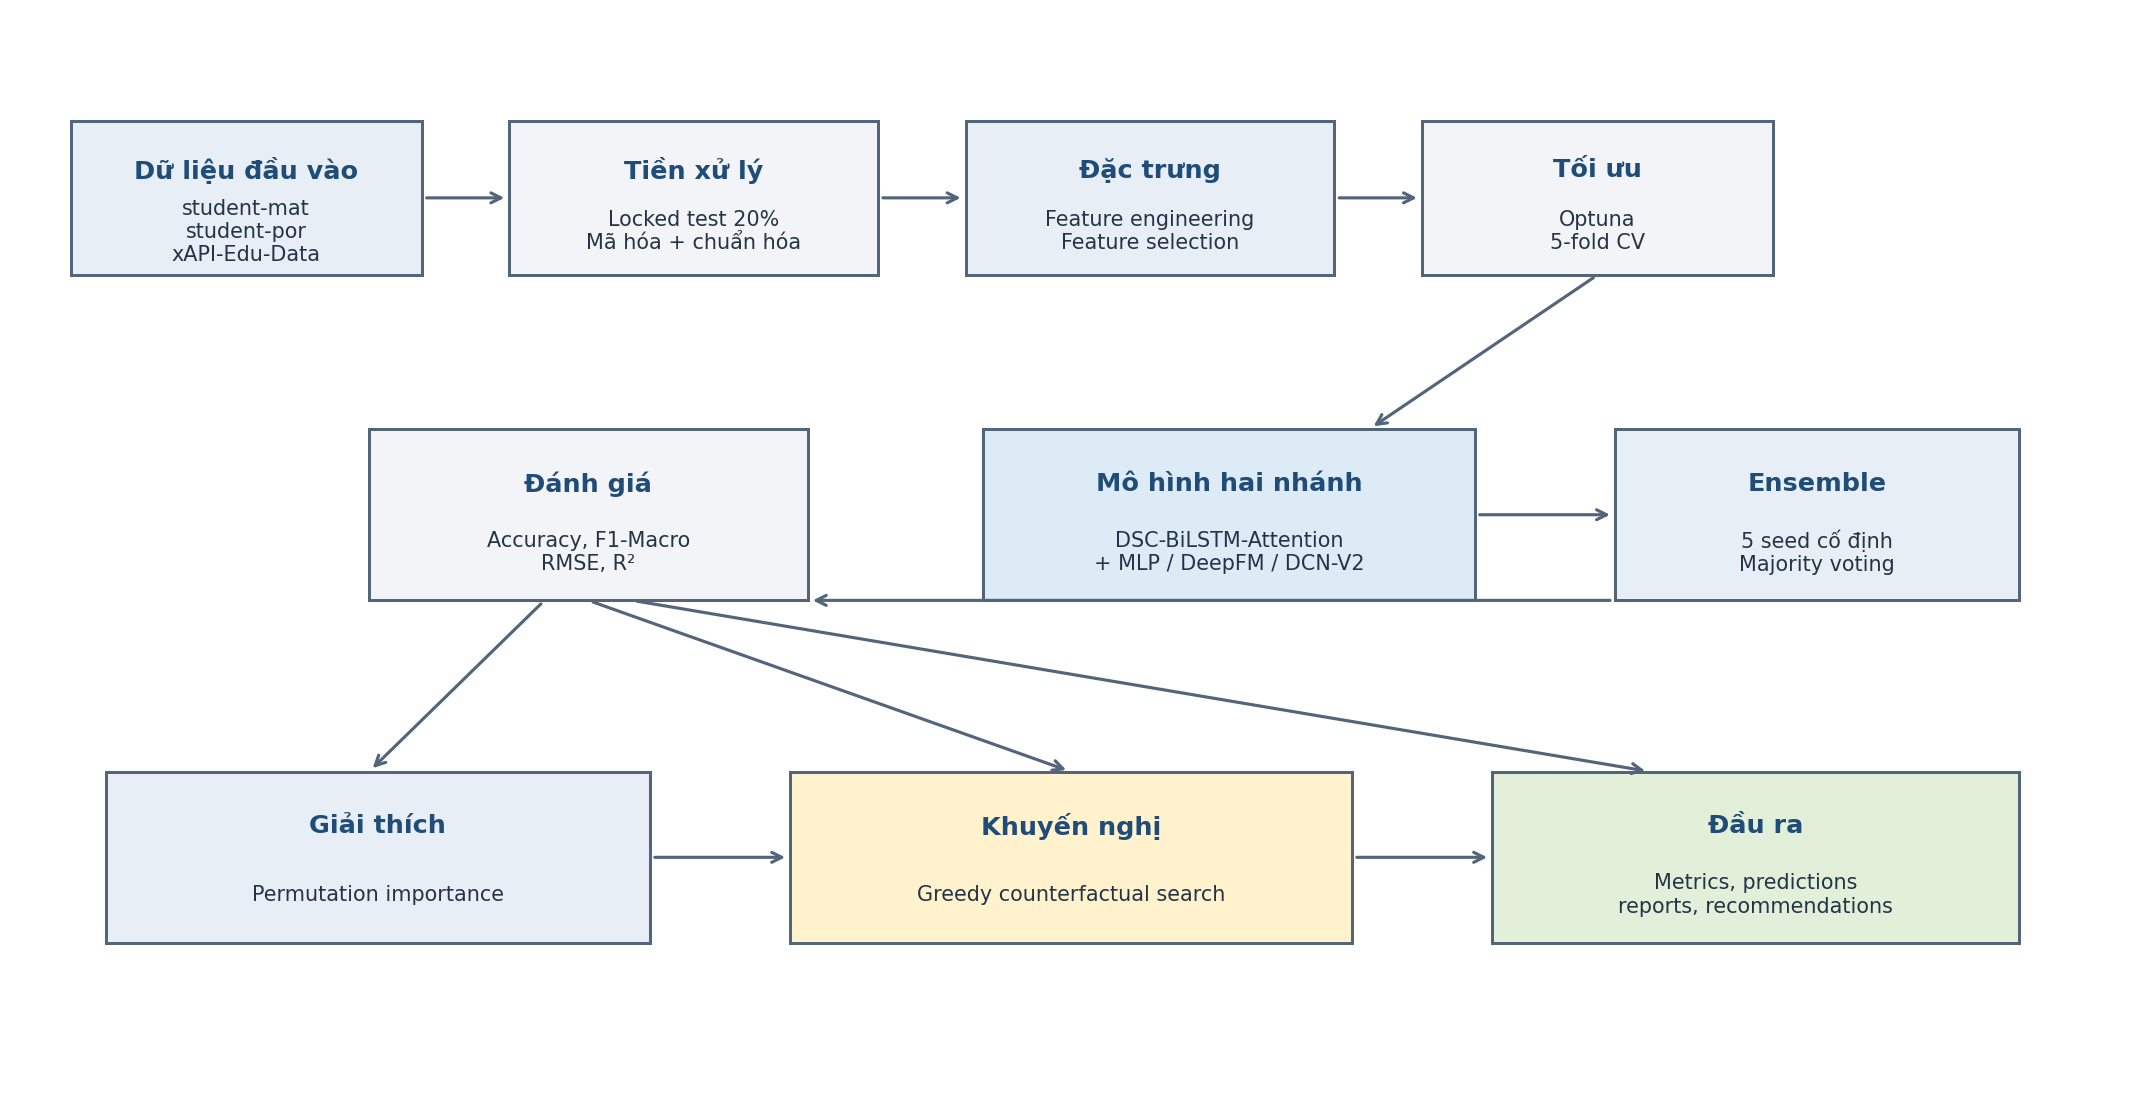 Dữ liệu đầu vào
student-mat
student-por
xAPI-Edu-Data
Tiền xử lý
Locked test 20%
Mã hóa + chuẩn hóa
Đặc trưng
Feature engineering
Feature selection
Tối ưu
Optuna
5-fold CV
Đánh giá
Accuracy, F1-Macro
RMSE, R²
Mô hình hai nhánh
DSC-BiLSTM-Attention
+ MLP / DeepFM / DCN-V2
Ensemble
5 seed cố định
Majority voting
Giải thích
Permutation importance
Khuyến nghị
Greedy counterfactual search
Đầu ra
Metrics, predictions
reports, recommendations